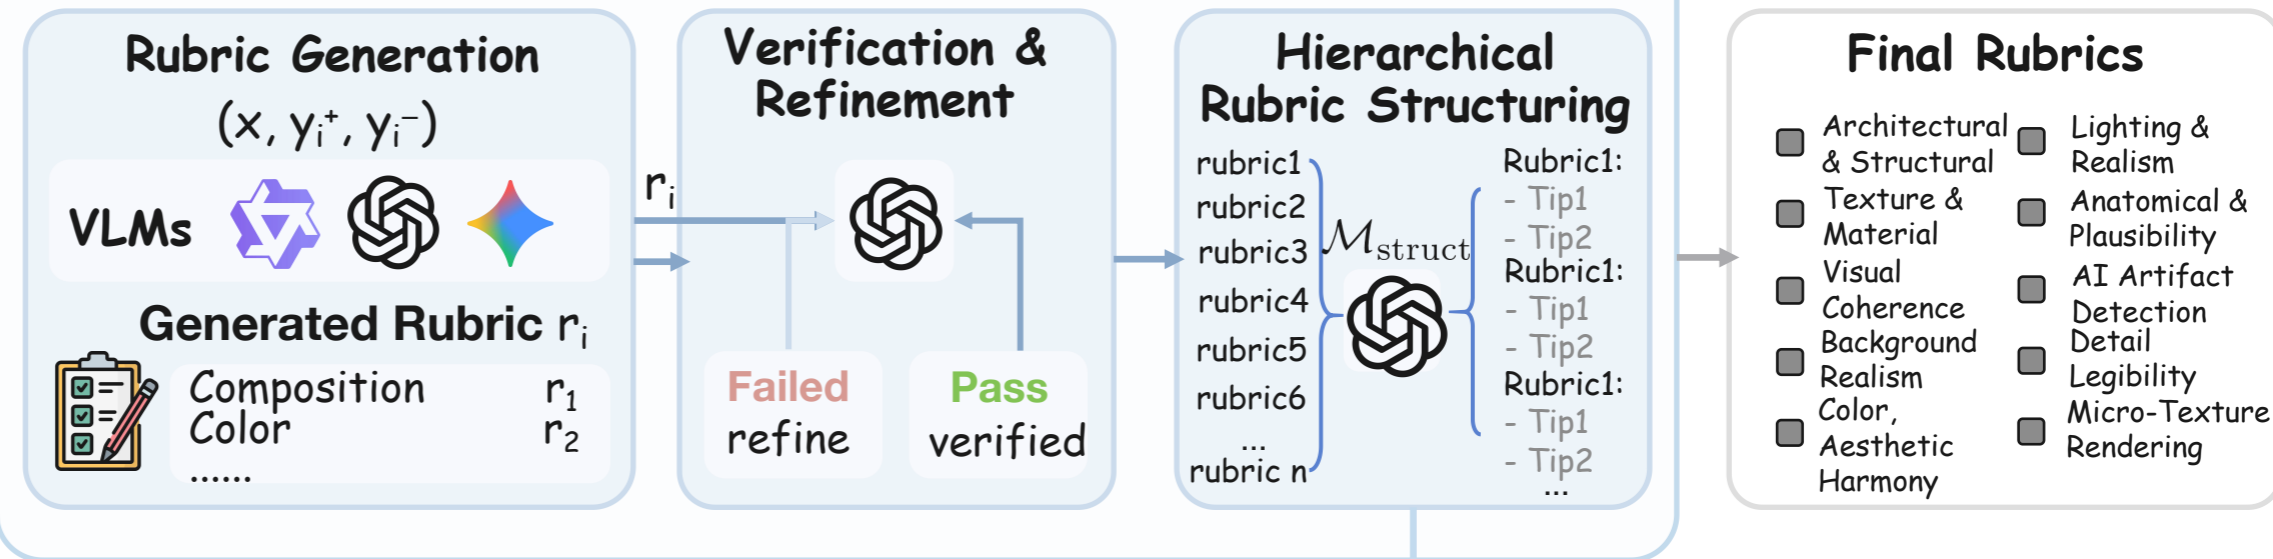 Rubric Generation
(x, yᵢ⁺, yᵢ⁻)
VLMs
Generated Rubric rᵢ
Composition r₁
Color r₂
......
rᵢ
Verification &
Refinement
Failed
refine
Pass
verified
Hierarchical
Rubric Structuring
rubric1
rubric2
rubric3
rubric4
rubric5
rubric6
...
rubric n
ℳstruct
Rubric1:
- Tip1
- Tip2
Rubric1:
- Tip1
- Tip2
Rubric1:
- Tip1
- Tip2
...
Final Rubrics
Architectural
& Structural
Texture &
Material
Visual
Coherence
Background
Realism
Color,
Aesthetic
Harmony
Lighting &
Realism
Anatomical &
Plausibility
AI Artifact
Detection
Detail
Legibility
Micro-Texture
Rendering